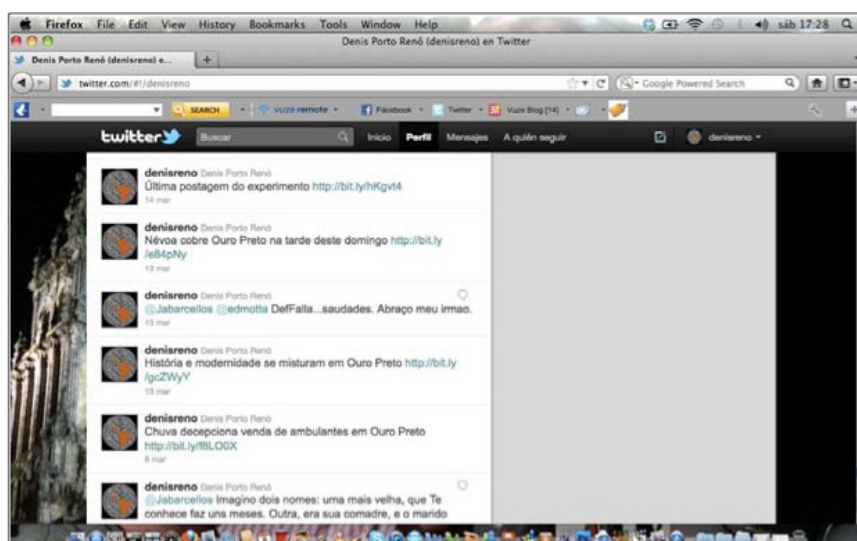 Firefox File Edit View History Bookmarks Tools Window Help sáb 17:28
Denis Porto Renó (denisreno) en Twitter
Denis Porto Renó (denisreno) e...
twitter.com/#!/denisreno Google Powered Search
SEARCH vuze remote Facebook Twitter Vuze Blog [14]
twitter Buscar Inicio Perfil Mensajes A quién seguir denisreno
denisreno Denis Porto Renó
Última postagem do experimento http://bit.ly/hKgvt4
14 mar
denisreno Denis Porto Renó
Névoa cobre Ouro Preto na tarde deste domingo http://bit.ly
/e84pNy
13 mar
denisreno Denis Porto Renó
@Jabarcellos @edmotta DefFalla...saudades. Abraço meu irmao.
13 mar
denisreno Denis Porto Renó
História e modernidade se misturam em Ouro Preto http://bit.ly
/gcZWyY
13 mar
denisreno Denis Porto Renó
Chuva decepciona venda de ambulantes em Ouro Preto
http://bit.ly/f8LO0X
8 mar
denisreno Denis Porto Renó
@Jabarcellos Imagino dois nomes: uma mais velha, que Te
conhece faz uns meses. Outra, era sua comadre, e o marido